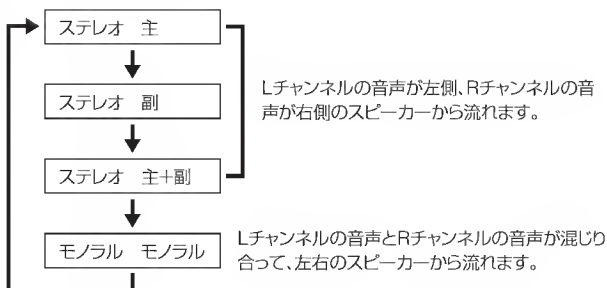 ステレオ 主
ステレオ 副
ステレオ 主+副
Lチャンネルの音声が左側、Rチャンネルの音
声が右側のスピーカーから流れます。
モノラル モノラル
Lチャンネルの音声とRチャンネルの音声が混じり
合って、左右のスピーカーから流れます。